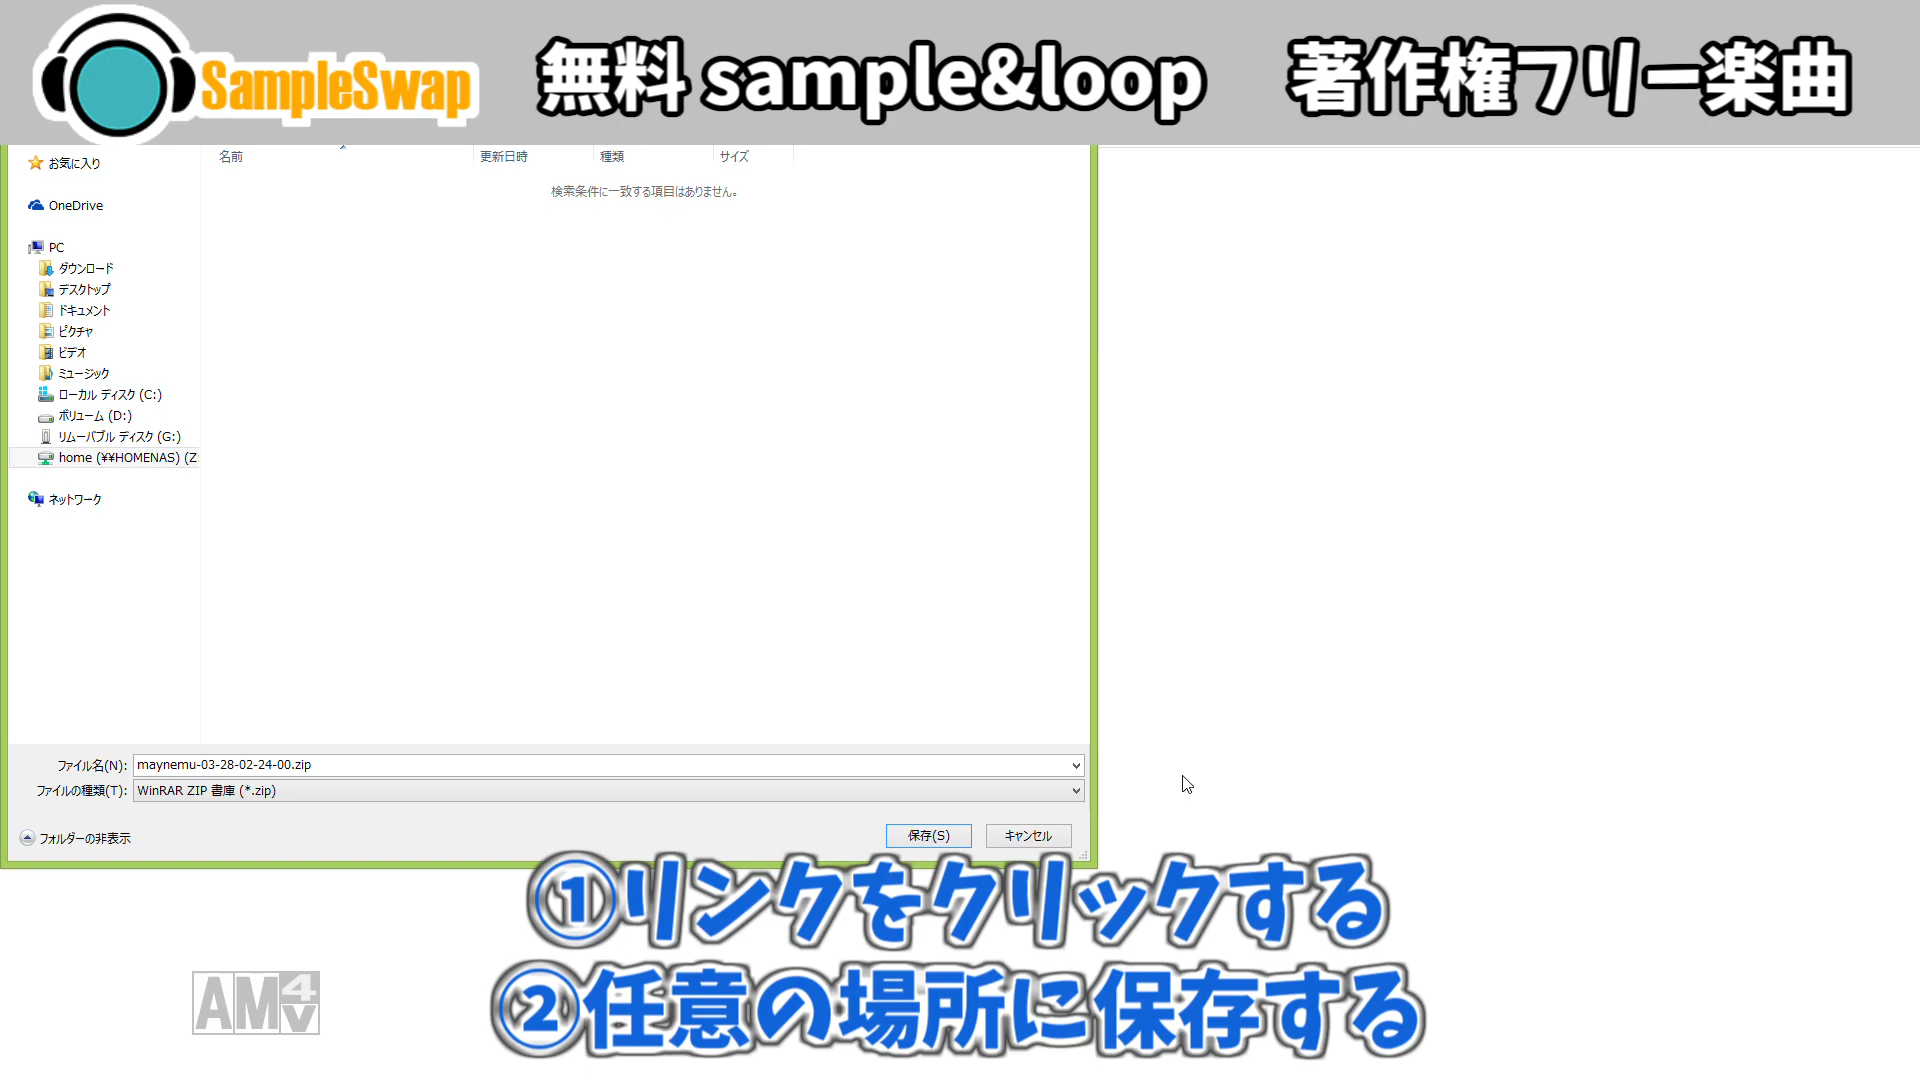 SampleSwap 無料 sample&loop 著作権フリー楽曲
名前 更新日時 種類 サイズ
お気に入り
検索条件に一致する項目はありません。
OneDrive
PC
ダウンロード
デスクトップ
ドキュメント
ピクチャ
ビデオ
ミュージック
ローカル ディスク (C:)
ボリューム (D:)
リムーバブル ディスク (G:)
home (¥¥HOMENAS) (Z:
ネットワーク
ファイル名(N): maynemu-03-28-02-24-00.zip
ファイルの種類(T): WinRAR ZIP 書庫 (*.zip)
フォルダーの非表示 保存(S) キャンセル
①リンクをクリックする
②任意の場所に保存する
AM4V